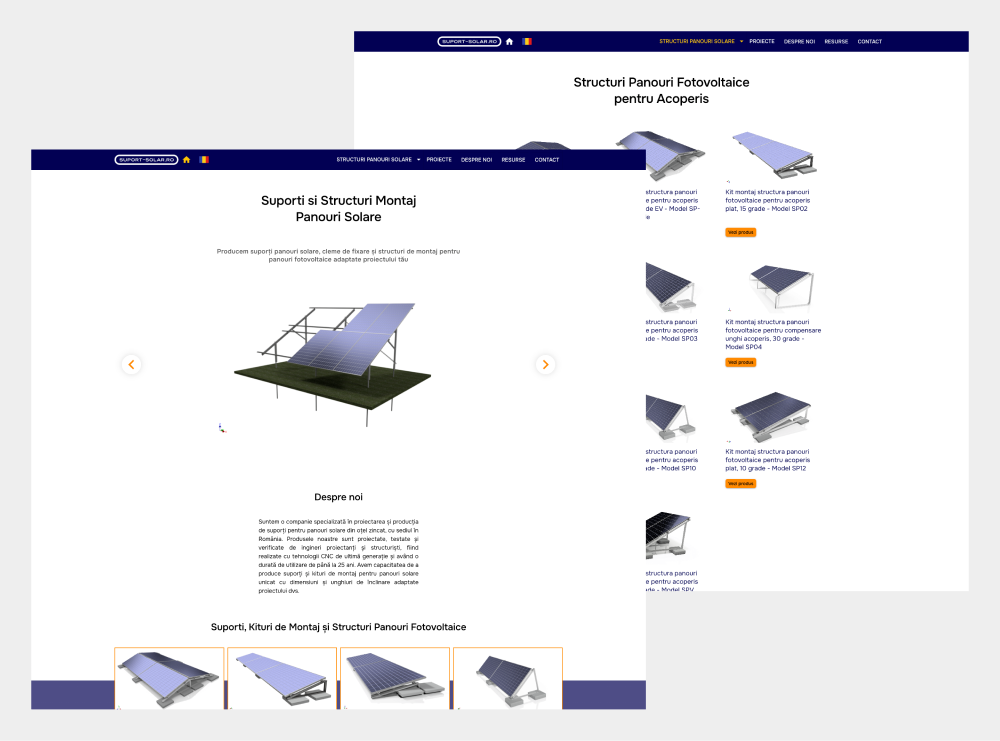 SUPORT-SOLAR.RO
STRUCTURI PANOURI SOLARE
PROIECTE
DESPRE NOI
RESURSE
CONTACT
Structuri Panouri Fotovoltaice
pentru Acoperis
structura panouri
e pentru acoperis
de EV - Model SP-
e
Kit montaj structura panouri
fotovoltaice pentru acoperis
plat, 15 grade - Model SP02
Vezi produs
structura panouri
e pentru acoperis
ade - Model SP03
Kit montaj structura panouri
fotovoltaice pentru compensare
unghi acoperis, 30 grade -
Model SP04
Vezi produs
structura panouri
e pentru acoperis
ade - Model SP10
Kit montaj structura panouri
fotovoltaice pentru acoperis
plat, 10 grade - Model SP12
Vezi produs
structura panouri
e pentru acoperis
ade - Model SPV
SUPORT-SOLAR.RO
STRUCTURI PANOURI SOLARE
PROIECTE
DESPRE NOI
RESURSE
CONTACT
Suporti si Structuri Montaj
Panouri Solare
Producem suporți panouri solare, cleme de fixare și structuri de montaj pentru
panouri fotovoltaice adaptate proiectului tău
Despre noi
Suntem o companie specializată în proiectarea și producția
de suporți pentru panouri solare din oțel zincat, cu sediul în
România. Produsele noastre sunt proiectate, testate și
verificate de ingineri proiectanți și structuriști, fiind
realizate cu tehnologii CNC de ultimă generație și având o
durată de utilizare de până la 25 ani. Avem capacitatea de a
produce suporți și kituri de montaj pentru panouri solare
unicat cu dimensiuni și unghiuri de înclinare adaptate
proiectului dvs.
Suporti, Kituri de Montaj și Structuri Panouri Fotovoltaice